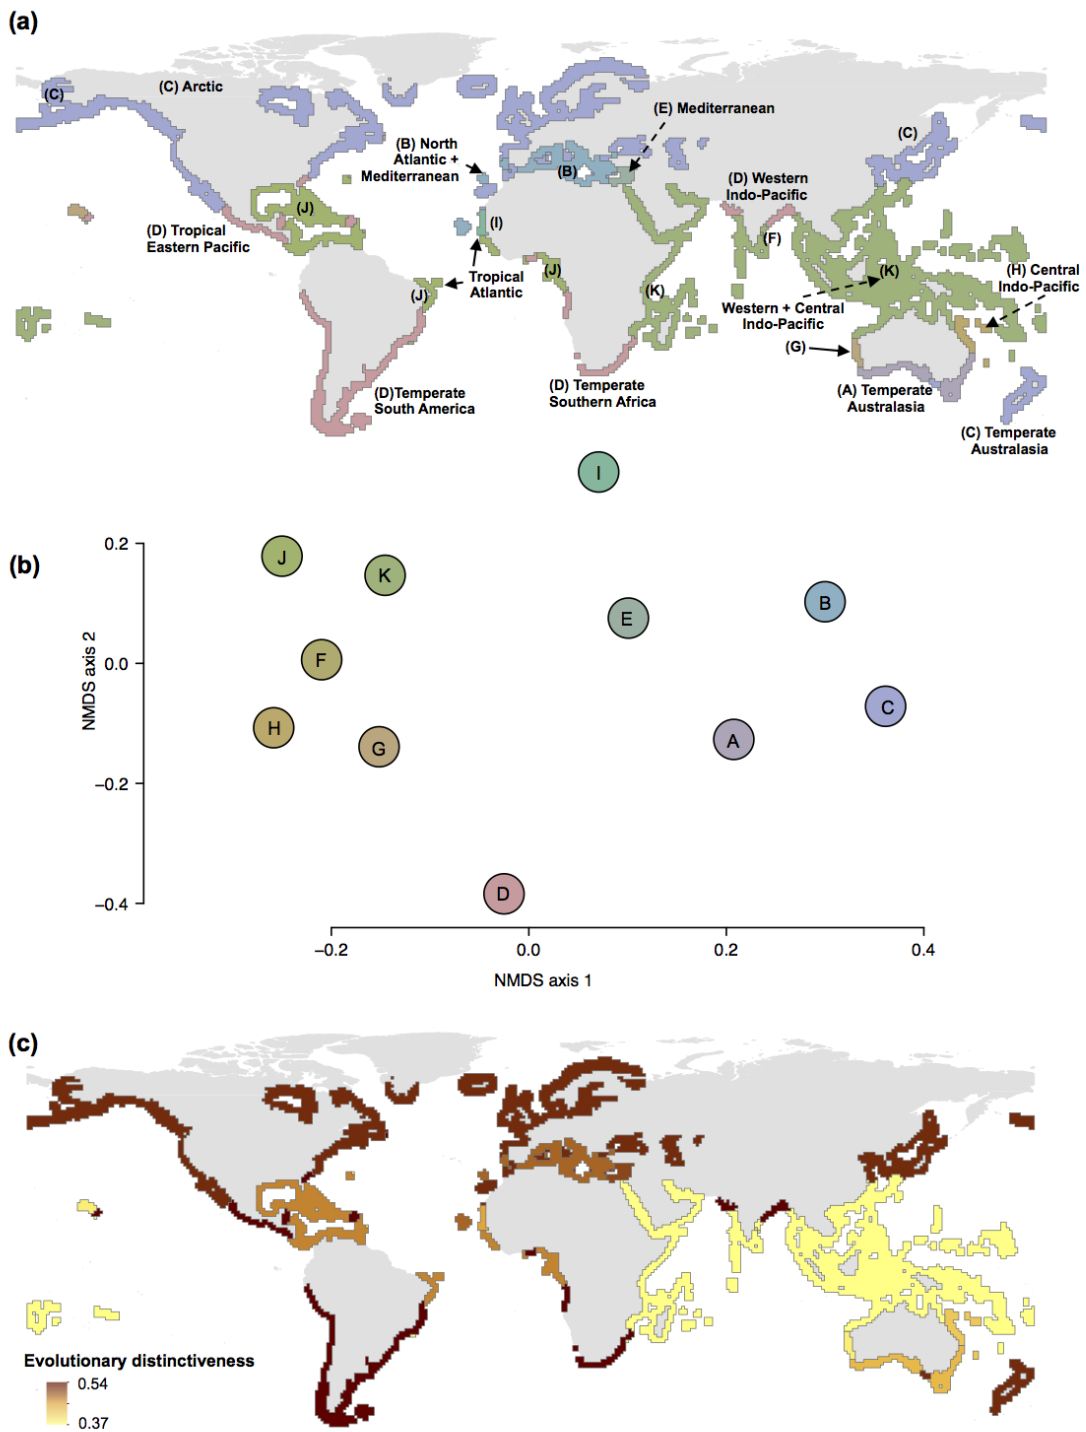 (a)
(C)
(C) Arctic
(E) Mediterranean
(C)
(B) North
Atlantic +
Mediterranean
(B)
(D) Western
Indo-Pacific
(J)
(I)
(D) Tropical
Eastern Pacific
(F)
(J)
(K)
(H) Central
Indo-Pacific
Tropical
Atlantic
(J)
(K)
Western + Central
Indo-Pacific
(G)
(D)Temperate
South America
(D) Temperate
Southern Africa
(A) Temperate
Australasia
(C) Temperate
Australasia
I
(b)
0.2
0.0
−0.2
−0.4
NMDS axis 2
J
K
E
B
F
H
G
A
C
D
−0.2
0.0
0.2
0.4
NMDS axis 1
(c)
Evolutionary distinctiveness
0.54
0.37